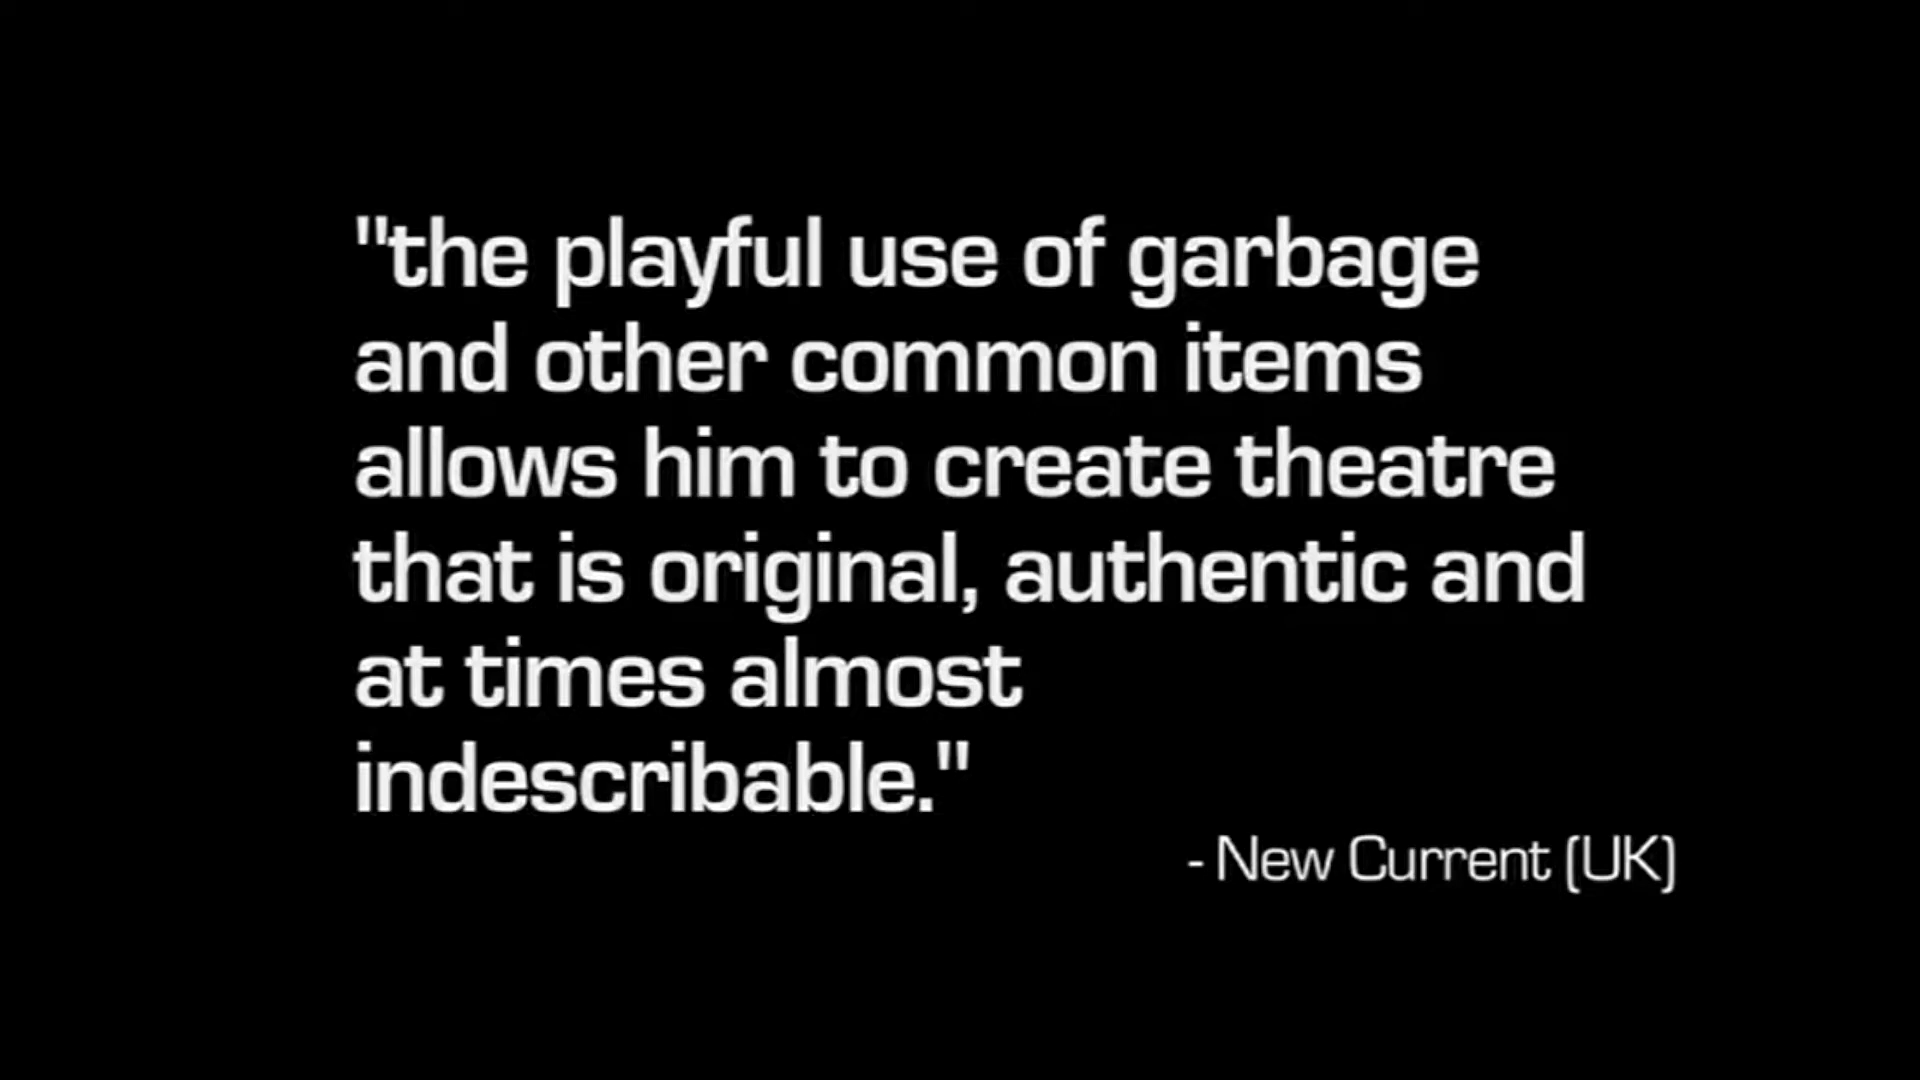 "the playful use of garbage
and other common items
allows him to create theatre
that is original, authentic and
at times almost
indescribable."
- New Current (UK)